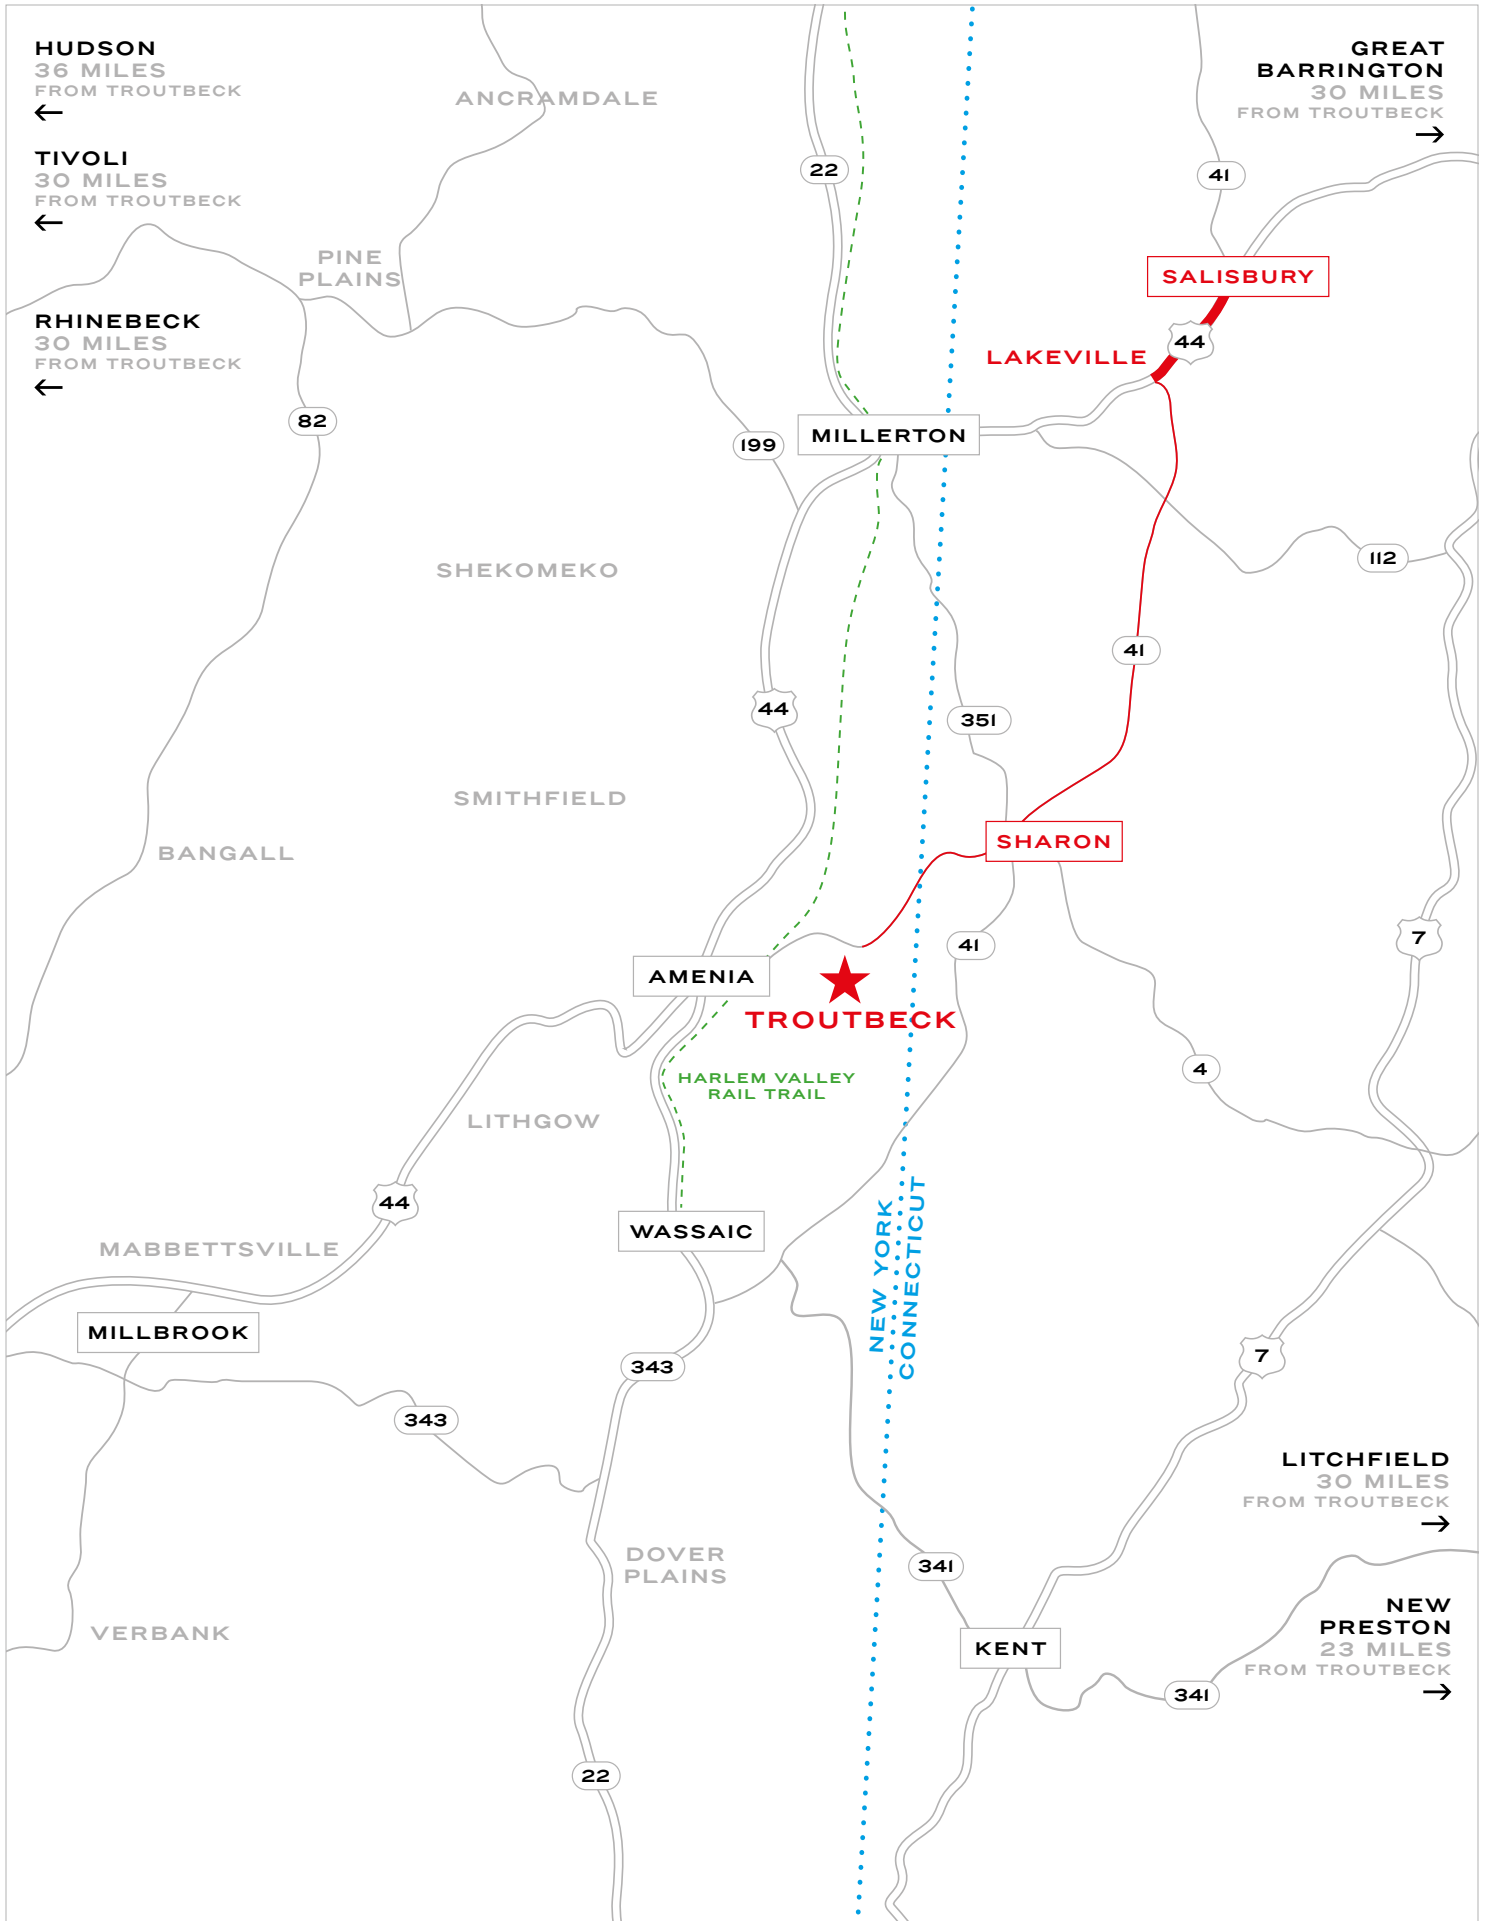 HUDSON
36 MILES
FROM TROUTBECK
←
TIVOLI
30 MILES
FROM TROUTBECK
←
RHINEBECK
30 MILES
FROM TROUTBECK
←
GREAT
BARRINGTON
30 MILES
FROM TROUTBECK
→
ANCRAMDALE
22
41
PINE
PLAINS
SALISBURY
44
LAKEVILLE
82
199
MILLERTON
112
SHEKOMEKO
41
44
351
SMITHFIELD
SHARON
BANGALL
7
41
AMENIA
TROUTBECK
4
HARLEM VALLEY
RAIL TRAIL
LITHGOW
44
WASSAIC
MABBETTSVILLE
NEW YORK
CONNECTICUT
MILLBROOK
343
7
343
LITCHFIELD
30 MILES
FROM TROUTBECK
→
DOVER
PLAINS
341
VERBANK
KENT
NEW
PRESTON
23 MILES
FROM TROUTBECK
→
341
22